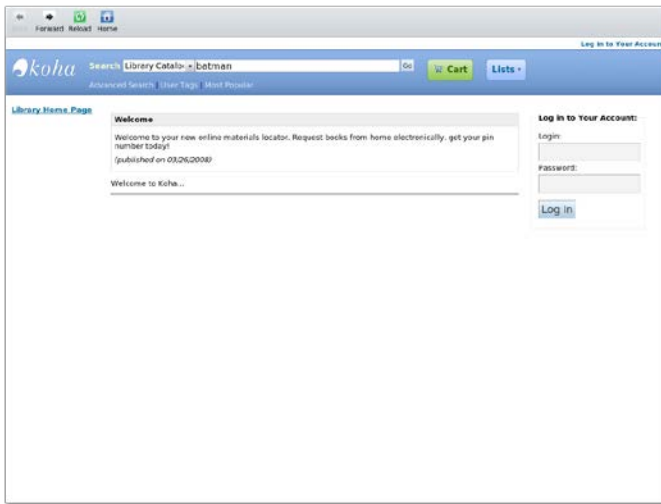 Forward Reload Home
Log in to Your Accoun
koha
Search Library Catalo batman Go Cart Lists
Advanced Search | User Tags | Most Popular
Library Home Page
Welcome
Welcome to your new online materials locator. Request books from home electronically. get your pin
number today!
(published on 03/26/2008)
Welcome to Koha...
Log in to Your Account:
Login:
Password:
Log in